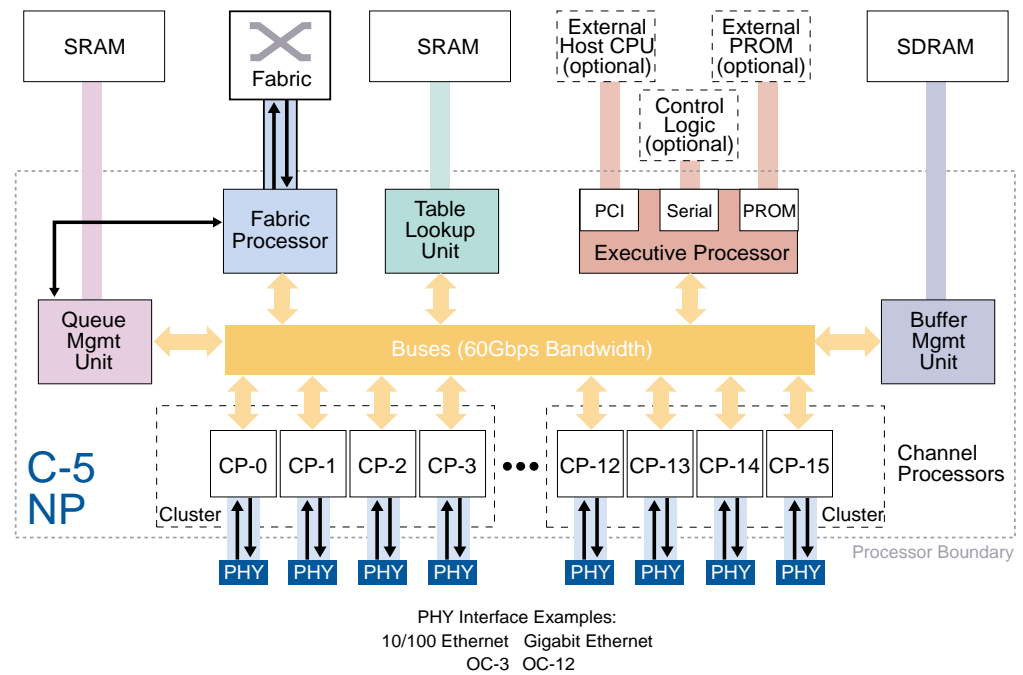 SRAM
Fabric
SRAM
External
Host CPU
(optional)
External
PROM
(optional)
SDRAM
Control
Logic
(optional)
Fabric
Processor
Table
Lookup
Unit
PCI
Serial
PROM
Executive Processor
Queue
Mgmt
Unit
Buses (60Gbps Bandwidth)
Buffer
Mgmt
Unit
C-5
NP
CP-0
CP-1
CP-2
CP-3
CP-12
CP-13
CP-14
CP-15
Channel
Processors
Cluster
Cluster
Processor Boundary
PHY
PHY
PHY
PHY
PHY
PHY
PHY
PHY
PHY Interface Examples:
10/100 Ethernet Gigabit Ethernet
OC-3 OC-12